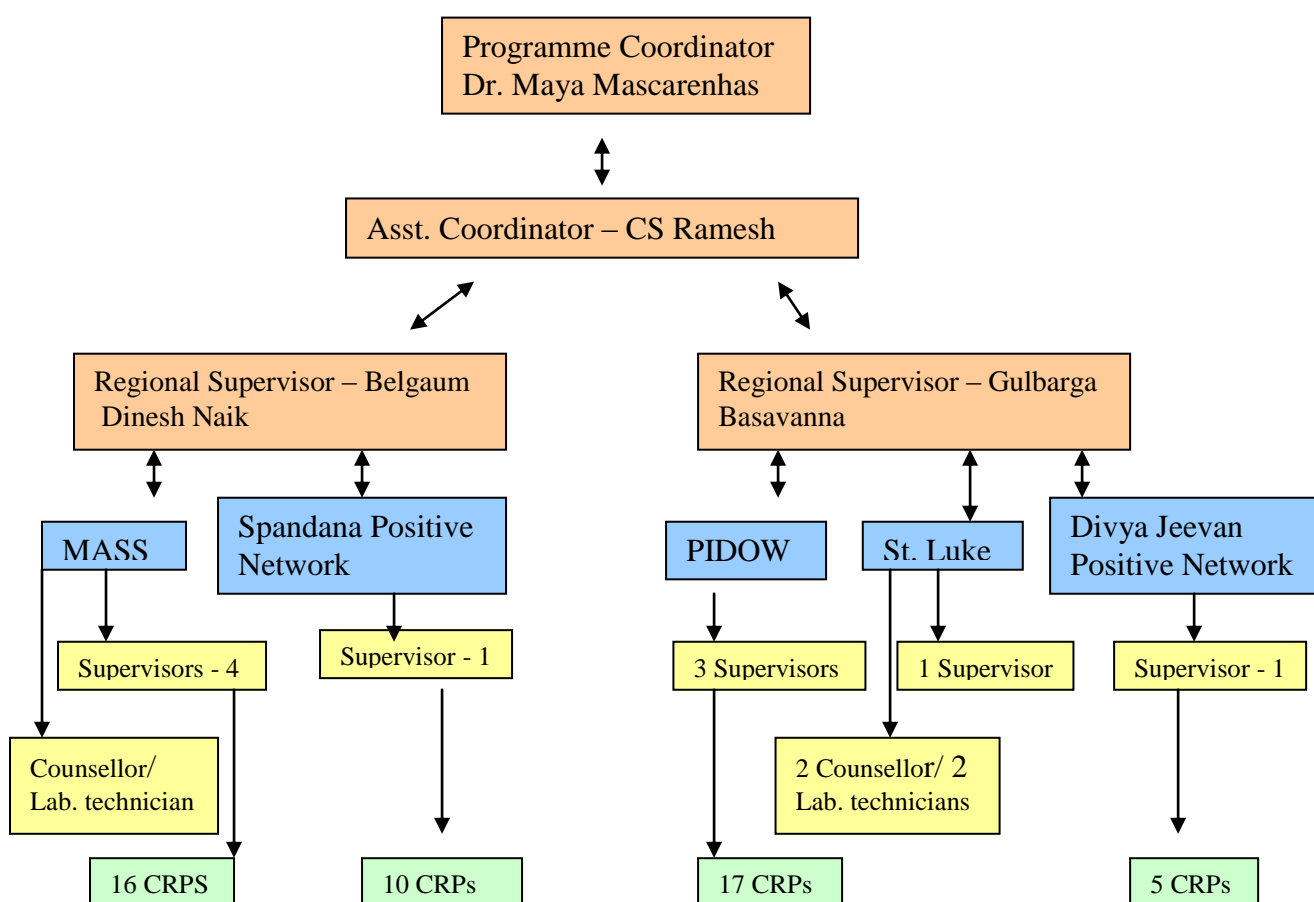 Programme Coordinator
Dr. Maya Mascarenhas
Asst. Coordinator – CS Ramesh
Regional Supervisor – Belgaum
Dinesh Naik
Regional Supervisor – Gulbarga
Basavanna
MASS
Spandana Positive
Network
PIDOW
St. Luke
Divya Jeevan
Positive Network
Supervisors - 4
Supervisor - 1
3 Supervisors
1 Supervisor
Supervisor - 1
Counsellor/
Lab. technician
2 Counsellor/ 2
Lab. technicians
16 CRPS
10 CRPs
17 CRPs
5 CRPs